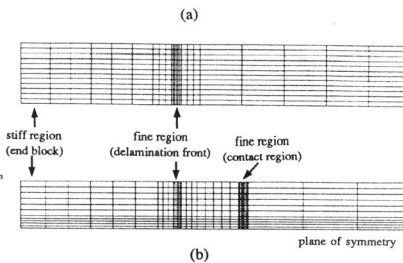 (a)
stiff region
(end block)
fine region
(delamination front)
fine region
(contact region)
plane of symmetry
(b)